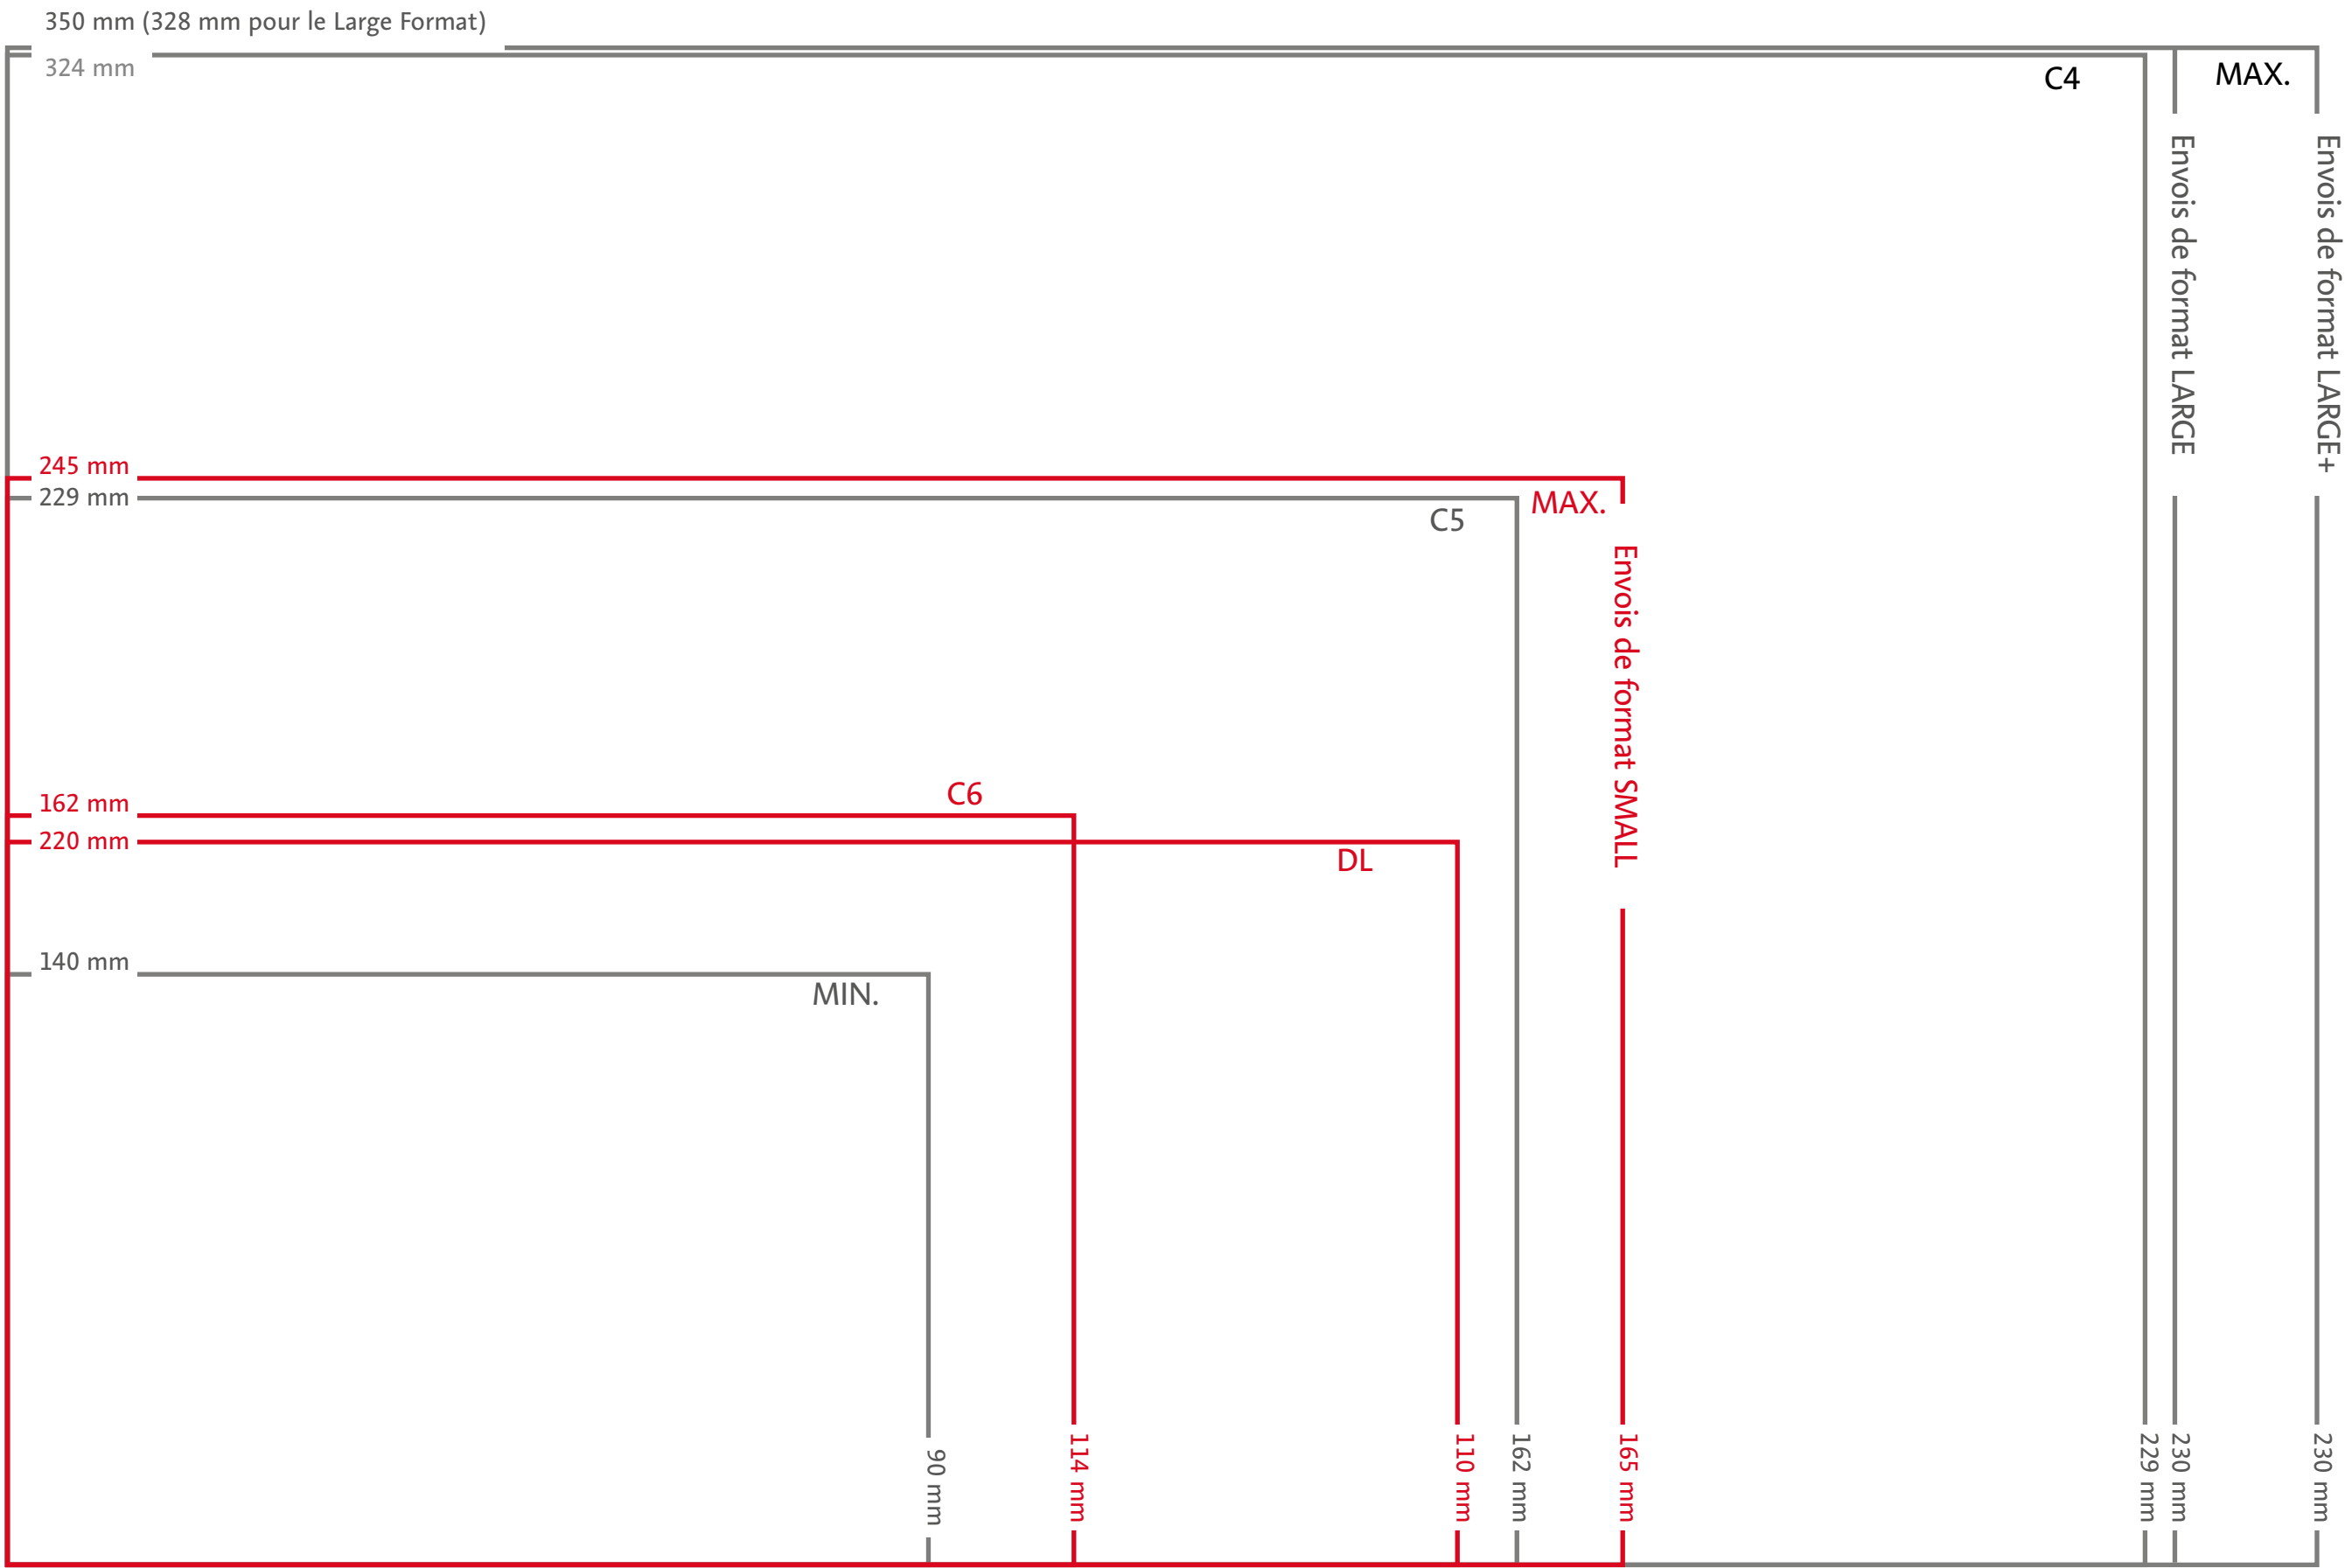 350 mm (328 mm pour le Large Format)
324 mm
C4
MAX.
Envois de format LARGE
Envois de format LARGE+
245 mm
229 mm
MAX.
C5
Envois de format SMALL
C6
162 mm
220 mm
DL
140 mm
MIN.
90 mm
114 mm
110 mm
162 mm
165 mm
229 mm
230 mm
230 mm